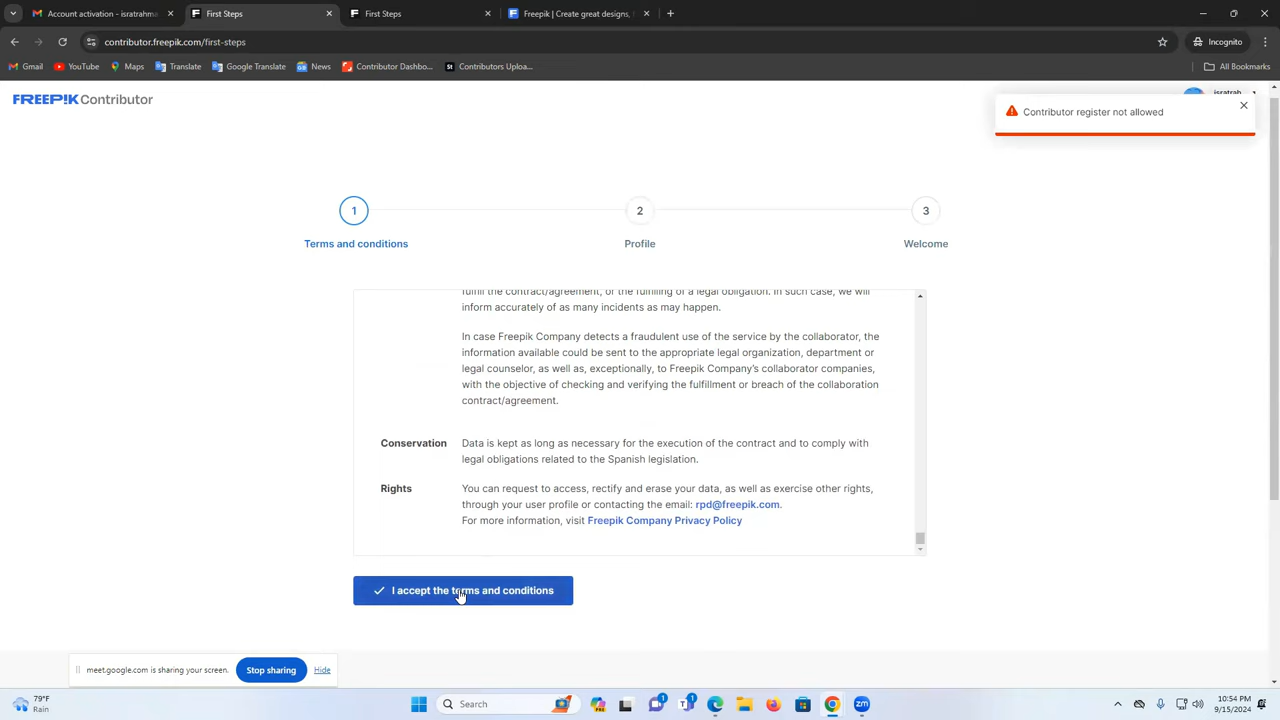 Account activation - isratrahm
First Steps
First Steps
Freepik | Create great designs, f
contributor.freepik.com/first-steps
Incognito
Gmail
YouTube
Maps
Translate
Google Translate
News
Contributor Dashbo...
Contributors Uploa...
All Bookmarks
FREEPIK Contributor
Contributor register not allowed
1
2
3
Terms and conditions
Profile
Welcome
fulfill the contract/agreement, or the fulfilling of a legal obligation. In such case, we will
inform accurately of as many incidents as may happen.
In case Freepik Company detects a fraudulent use of the service by the collaborator, the
information available could be sent to the appropriate legal organization, department or
legal counselor, as well as, exceptionally, to Freepik Company's collaborator companies,
with the objective of checking and verifying the fulfillment or breach of the collaboration
contract/agreement.
Conservation
Data is kept as long as necessary for the execution of the contract and to comply with
legal obligations related to the Spanish legislation.
Rights
You can request to access, rectify and erase your data, as well as exercise other rights,
through your user profile or contacting the email: rpd@freepik.com.
For more information, visit Freepik Company Privacy Policy
I accept the terms and conditions
meet.google.com is sharing your screen.
Stop sharing
Hide
79°F
Rain
Search
1
1
10:54 PM
9/15/2024